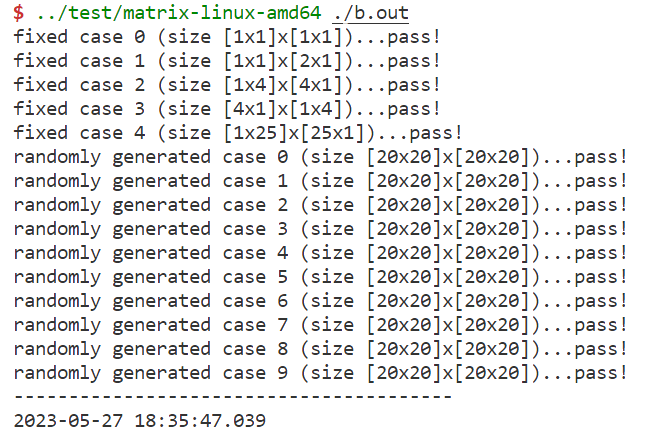 $ ../test/matrix-linux-amd64 ./b.out
fixed case 0 (size [1x1]x[1x1])...pass!
fixed case 1 (size [1x1]x[2x1])...pass!
fixed case 2 (size [1x4]x[4x1])...pass!
fixed case 3 (size [4x1]x[1x4])...pass!
fixed case 4 (size [1x25]x[25x1])...pass!
randomly generated case 0 (size [20x20]x[20x20])...pass!
randomly generated case 1 (size [20x20]x[20x20])...pass!
randomly generated case 2 (size [20x20]x[20x20])...pass!
randomly generated case 3 (size [20x20]x[20x20])...pass!
randomly generated case 4 (size [20x20]x[20x20])...pass!
randomly generated case 5 (size [20x20]x[20x20])...pass!
randomly generated case 6 (size [20x20]x[20x20])...pass!
randomly generated case 7 (size [20x20]x[20x20])...pass!
randomly generated case 8 (size [20x20]x[20x20])...pass!
randomly generated case 9 (size [20x20]x[20x20])...pass!
----------------------------------------
2023-05-27 18:35:47.039